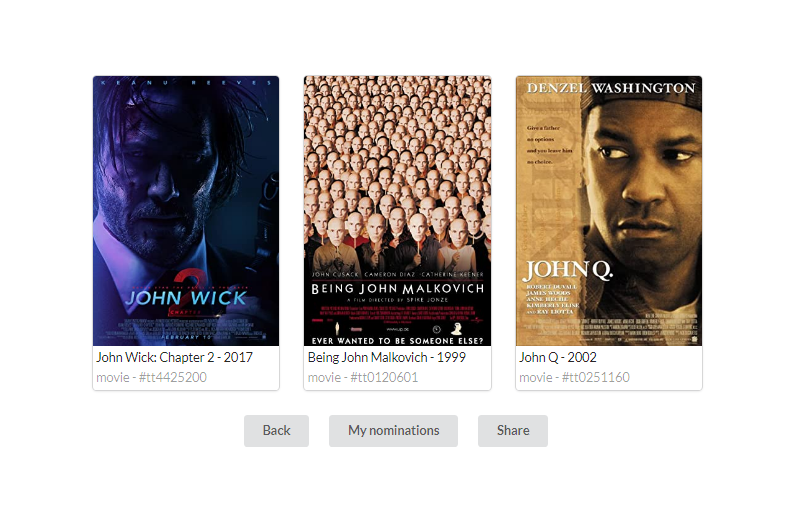 KEANU REEVES
JOHN WICK
CHAPTER 2
FEBRUARY 10
JOHN CUSACK CAMERON DIAZ CATHERINE KEENER
BEING JOHN MALKOVICH
A FILM DIRECTED BY SPIKE JONZE
EVER WANTED TO BE SOMEONE ELSE?
DENZEL WASHINGTON
Give a father
no options
and you leave him
no choice.
JOHN Q.
ROBERT DUVALL
JAMES WOODS
ANNE HECHE
KIMBERLY ELISE
AND RAY LIOTTA
John Wick: Chapter 2 - 2017
movie - #tt4425200
Being John Malkovich - 1999
movie - #tt0120601
John Q - 2002
movie - #tt0251160
Back
My nominations
Share